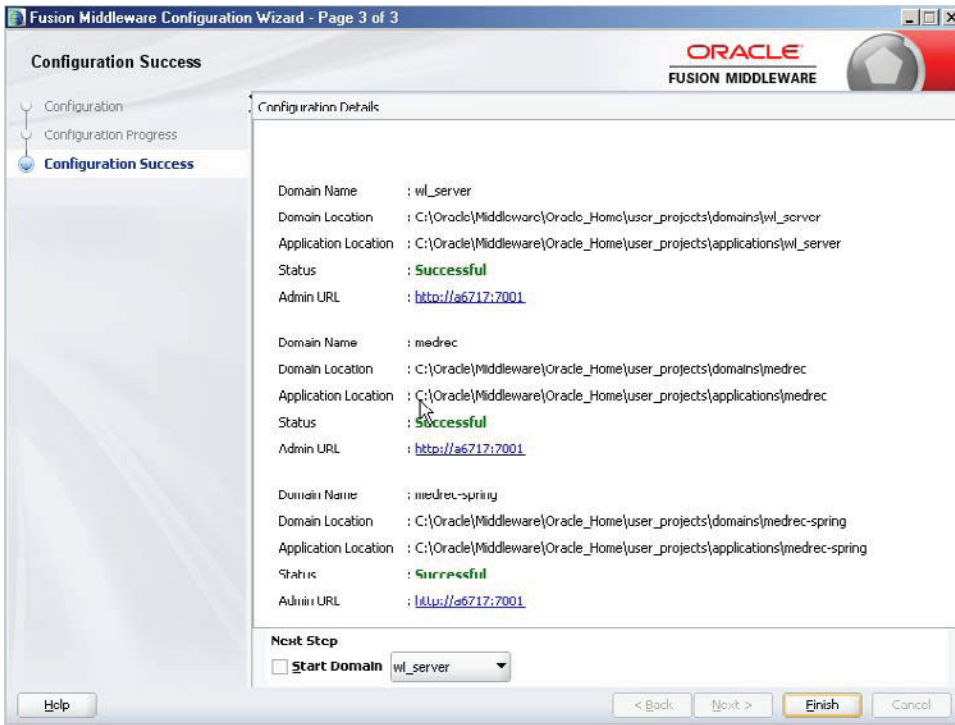 Fusion Middleware Configuration Wizard - Page 3 of 3
Configuration Success
ORACLE
FUSION MIDDLEWARE
Configuration
Configuration Progress
Configuration Success
Configuration Details
Domain Name : wl_server
Domain Location : C:\Oracle\Middleware\Oracle_Home\user_projects\domains\wl_server
Application Location : C:\Oracle\Middleware\Oracle_Home\user_projects\applications\wl_server
Status : Successful
Admin URL : http://a6717:7001
Domain Name : medrec
Domain Location : C:\Oracle\Middleware\Oracle_Home\user_projects\domains\medrec
Application Location : C:\Oracle\Middleware\Oracle_Home\user_projects\applications\medrec
Status : Successful
Admin URL : http://a6717:7001
Domain Name : medrec-spring
Domain Location : C:\Oracle\Middleware\Oracle_Home\user_projects\domains\medrec-spring
Application Location : C:\Oracle\Middleware\Oracle_Home\user_projects\applications\medrec-spring
Status : Successful
Admin URL : http://a6717:7001
Next Step
Start Domain wl_server
Help < Back Next > Finish Cancel